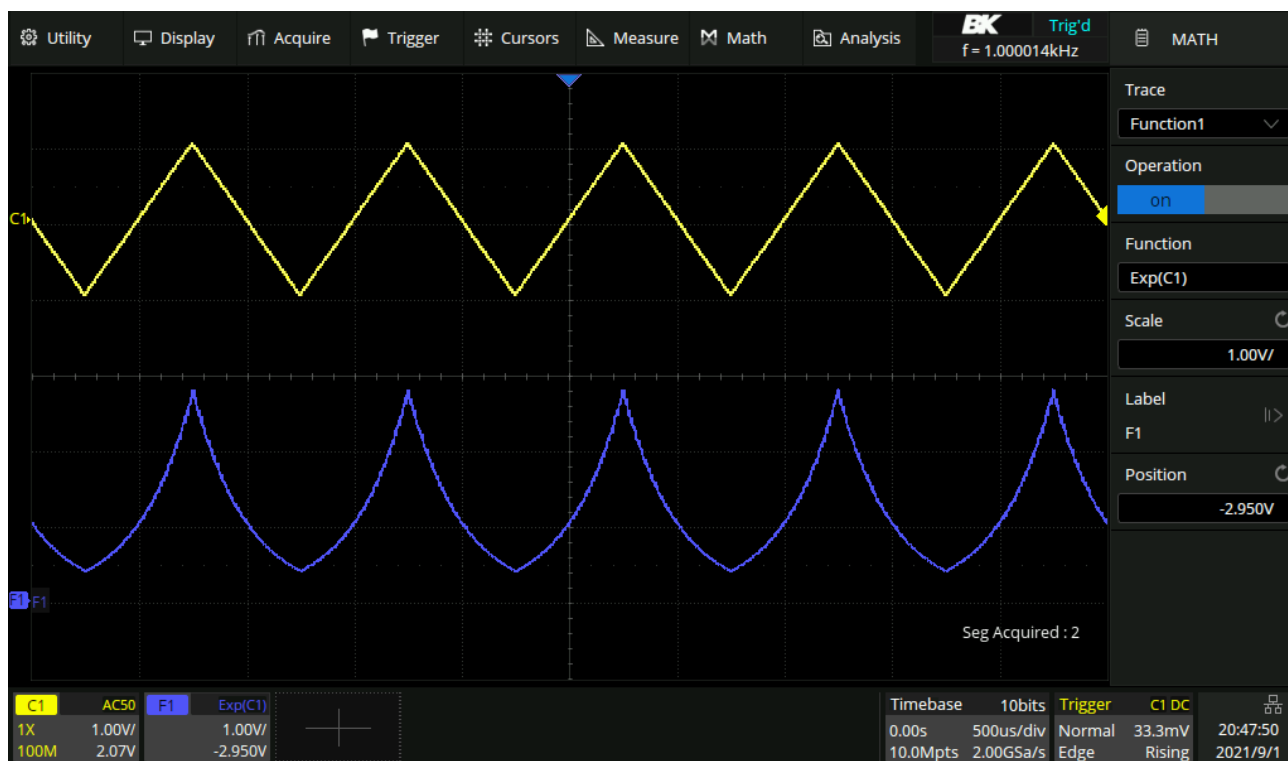 Utility Display Acquire Trigger Cursors Measure Math Analysis BK Trig'd MATH
f = 1.000014kHz
Trace
Function1
Operation
on
C1
Function
Exp(C1)
Scale
1.00V/
Label
F1
Position
-2.950V
F1 F1
Seg Acquired : 2
C1 AC50 F1 Exp(C1) Timebase 10bits Trigger C1 DC
1X 1.00V/ 1.00V/ 0.00s 500us/div Normal 33.3mV 20:47:50
100M 2.07V -2.950V 10.0Mpts 2.00GSa/s Edge Rising 2021/9/1